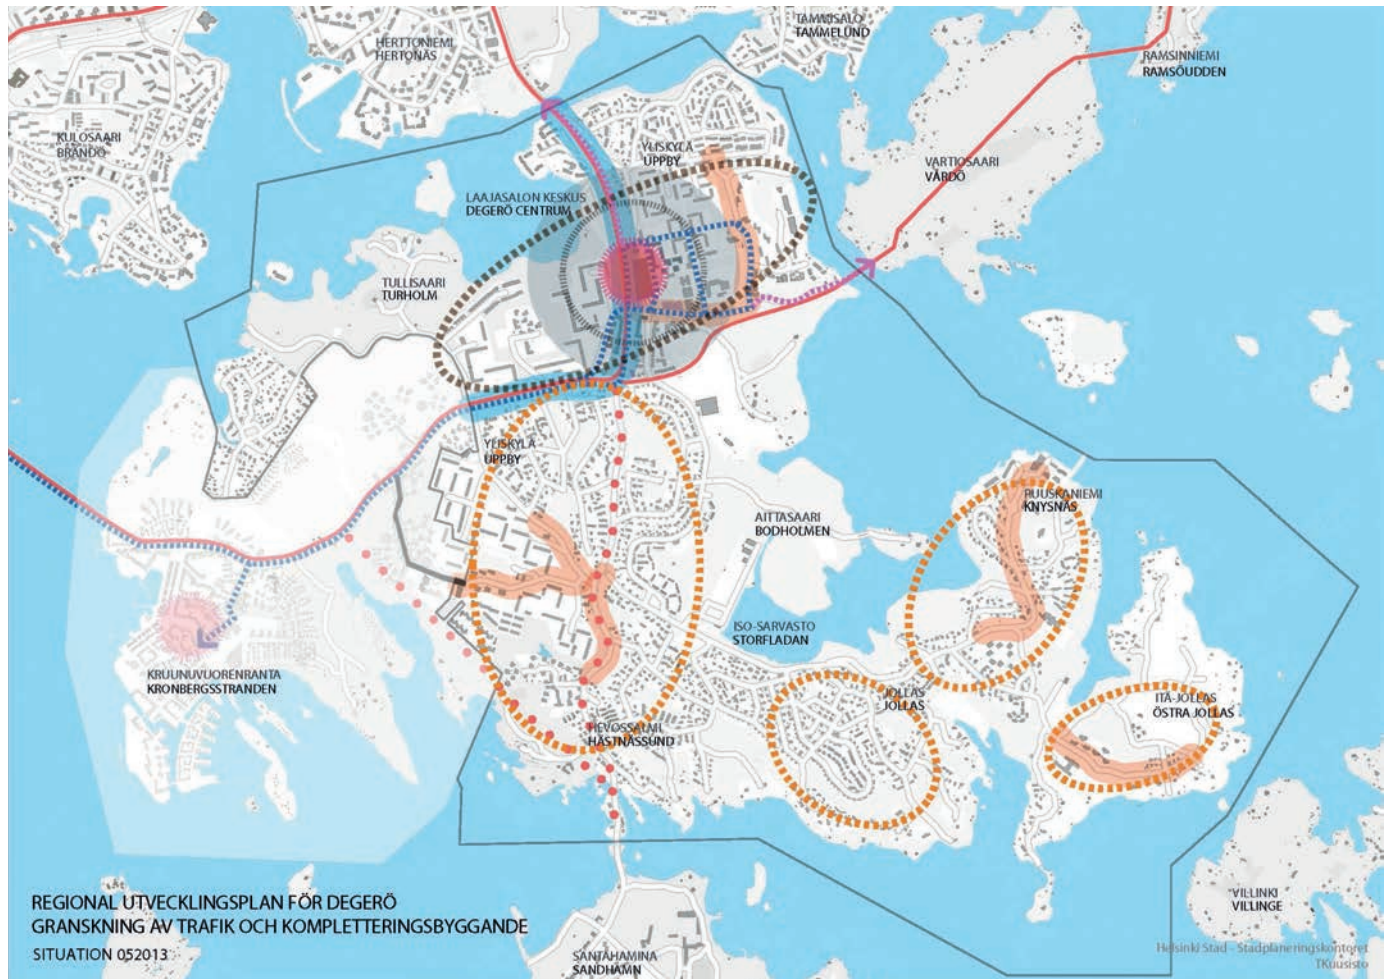 TAMMISALO
TAMMELUND
HERTTONIEMI
HERTONÄS
RAMSINNIEMI
RAMSÖUDDEN
KULOSAARI
BRÄNDÖ
YLISKYLÄ
UPPBY
VARTIOSAARI
VÅRDÖ
LAAJASALON KESKUS
DEGERÖ CENTRUM
TULLISAARI
TURHOLM
YLISKYLÄ
UPPBY
PUUSKANIEMI
KNYSNÄS
AITTASAARI
BODHOLMEN
ISO-SARVASTO
STORFLADAN
KRUUNUVUORENRANTA
KRONBERGSSTRANDEN
JOLLAS
JOLLAS
ITÄ-JOLLAS
ÖSTRA JOLLAS
HEVOSSALMI
HÄSTNÄSSUND
VILLINKI
VILLINGE
REGIONAL UTVECKLINGSPLAN FÖR DEGERÖ
GRANSKNING AV TRAFIK OCH KOMPLETTERINGSBYGGANDE
SITUATION 052013
SANTAHAMINA
SANDHAMN
Helsinki Stad - Stadplaneringskontoret
TKuusisto